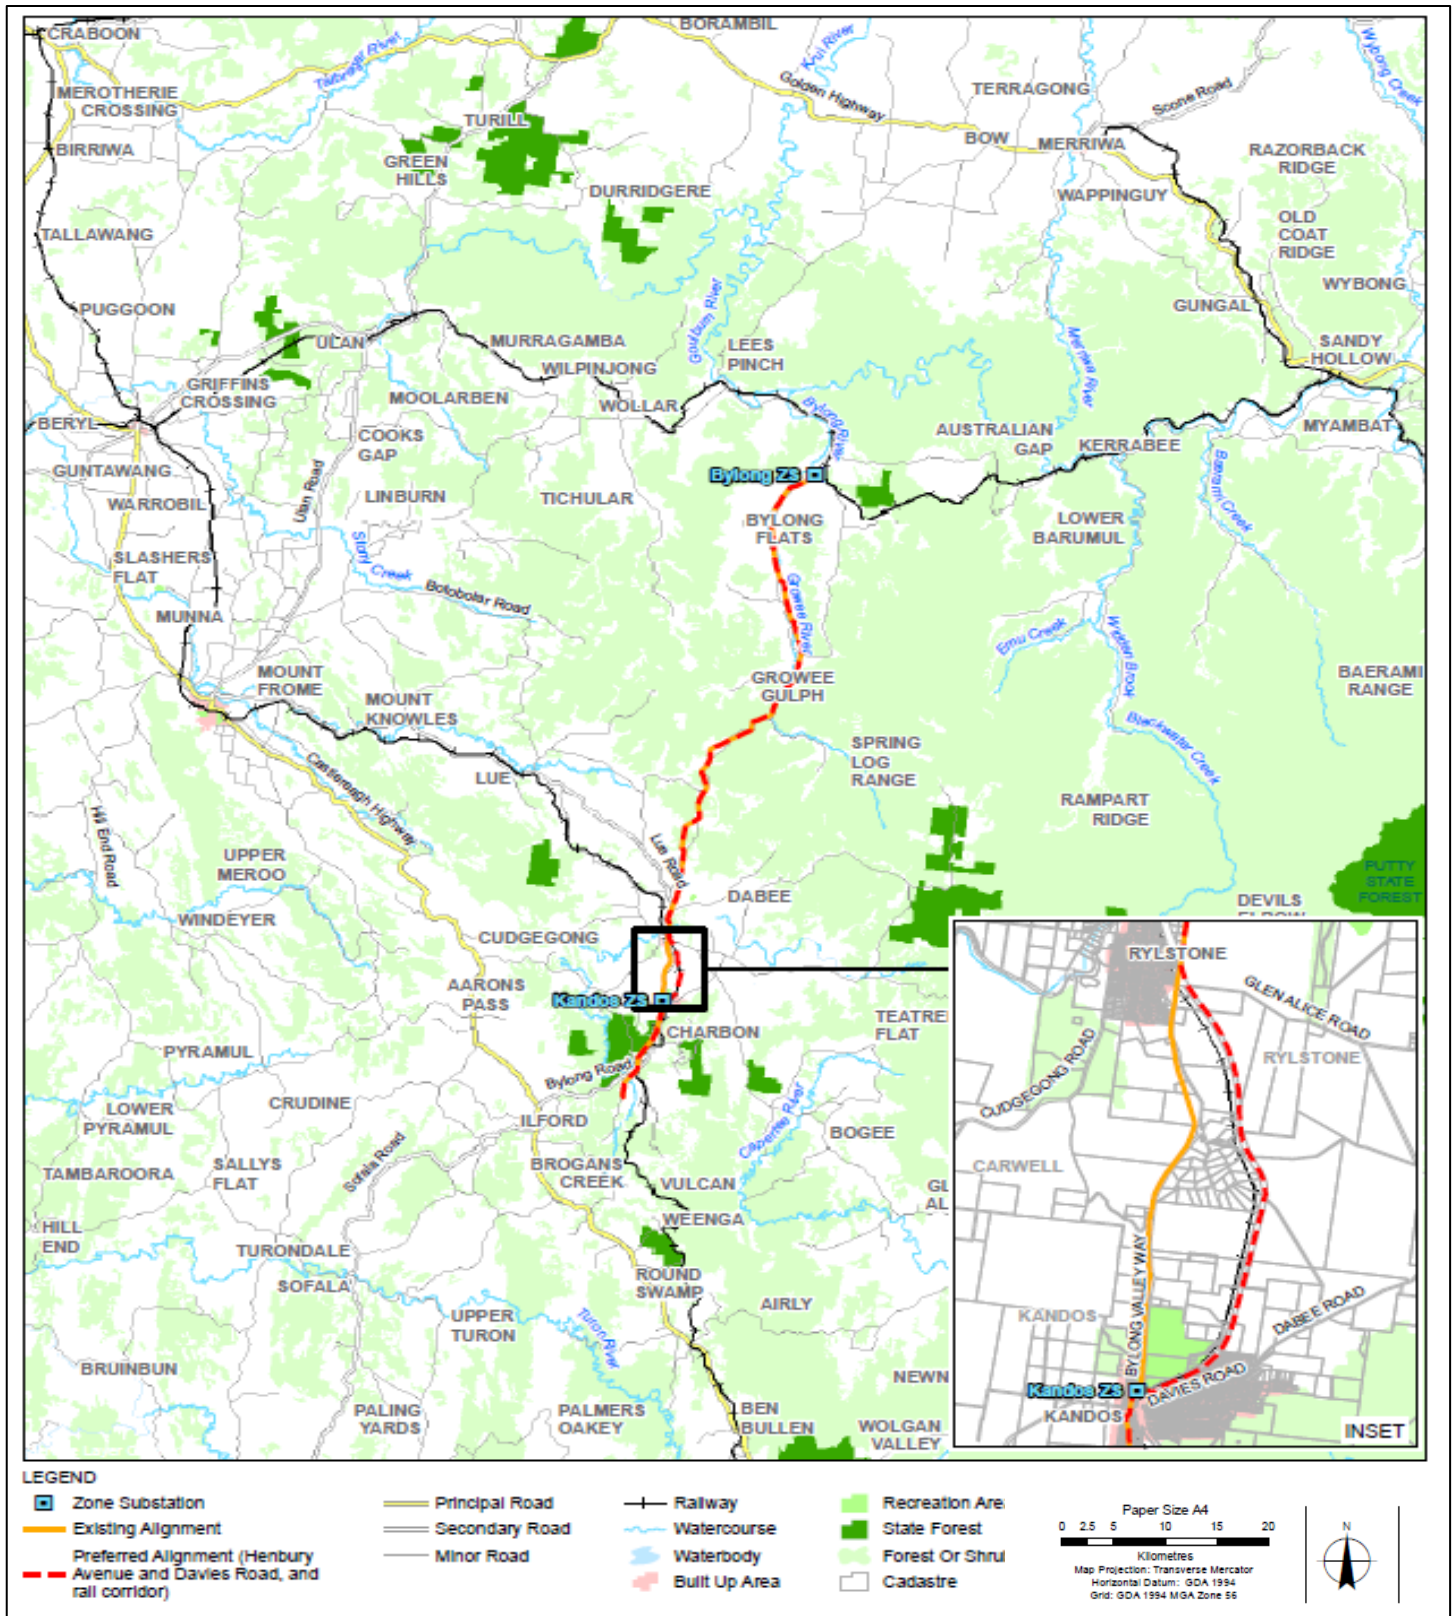 CRABOON
BORAMBIL
Talbragar River
Krui River
Wybong Creek
MEROTHERIE
CROSSING
Golden Highway
TERRAGONG
Scone Road
TURILL
BIRRIWA
BOW
MERRIWA
RAZORBACK
RIDGE
GREEN
HILLS
DURRIDGERE
WAPPINGUY
OLD
COAT
RIDGE
TALLAWANG
WYBONG
PUGGOON
Goulburn River
GUNGAL
ULAN
MURRAGAMBA
LEES
PINCH
Merriwa River
SANDY
HOLLOW
WILPINJONG
GRIFFINS
CROSSING
MOOLARBEN
WOLLAR
Bylong River
BERYL
COOKS
GAP
AUSTRALIAN
GAP
KERRABEE
MYAMBAT
GUNTAWANG
Ulan Road
Bylong ZS
Baerami Creek
WARROBIL
LINBURN
TICHULAR
BYLONG
FLATS
LOWER
BARUMUL
SLASHERS
FLAT
Stony Creek
Botobolar Road
Growee River
MUNNA
Emu Creek
Widden Brook
MOUNT
FROME
GROWEE
GULPH
BAERAMI
RANGE
MOUNT
KNOWLES
Blackwater Creek
SPRING
LOG
RANGE
Castlereagh Highway
LUE
RAMPART
RIDGE
Hill End Road
Lue Road
UPPER
MEROO
PUTTY
STATE
FOREST
DABEE
DEVILS
ELBOW
WINDEYER
CUDGEGONG
AARONS
PASS
Kandos ZS
TEATREE
FLAT
CHARBON
PYRAMUL
Bylong Road
CRUDINE
LOWER
PYRAMUL
ILFORD
Capertee River
BOGEE
Sofala Road
TAMBAROORA
SALLYS
FLAT
BROGANS
CREEK
VULCAN
GL
AL
WEENGA
HILL
END
TURONDALE
SOFALA
ROUND
SWAMP
AIRLY
UPPER
TURON
Turon River
BRUINBUN
NEWN
PALING
YARDS
PALMERS
OAKEY
BEN
BULLEN
WOLGAN
VALLEY
RYLSTONE
GLEN ALICE ROAD
CUDGEGONG ROAD
RYLSTONE
CARWELL
BYLONG VALLEY WAY
KANDOS
DABEE ROAD
Kandos ZS
DAVIES ROAD
KANDOS
INSET
LEGEND
Zone Substation
Existing Alignment
Preferred Alignment (Henbury
Avenue and Davies Road, and
rail corridor)
Principal Road
Secondary Road
Minor Road
Railway
Watercourse
Waterbody
Built Up Area
Recreation Area
State Forest
Forest Or Shru
Cadastre
Paper Size A4
0 2.5 5 10 15 20
Kilometres
Map Projection: Transverse Mercator
Horizontal Datum: GDA 1994
Grid: GDA 1994 MGA Zone 56
N